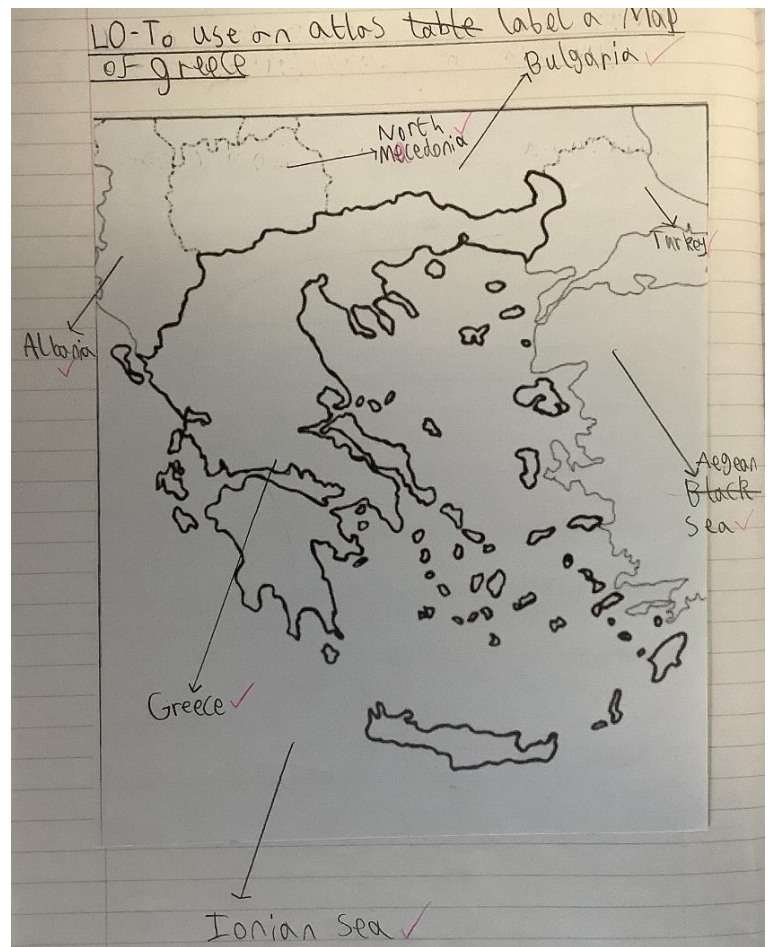 LO-To use an atlas table label a Map
of greece
Bulgaria
North
Macedonia
Turkey
Albania
Aegean
Black
Sea
Greece
Ionian Sea